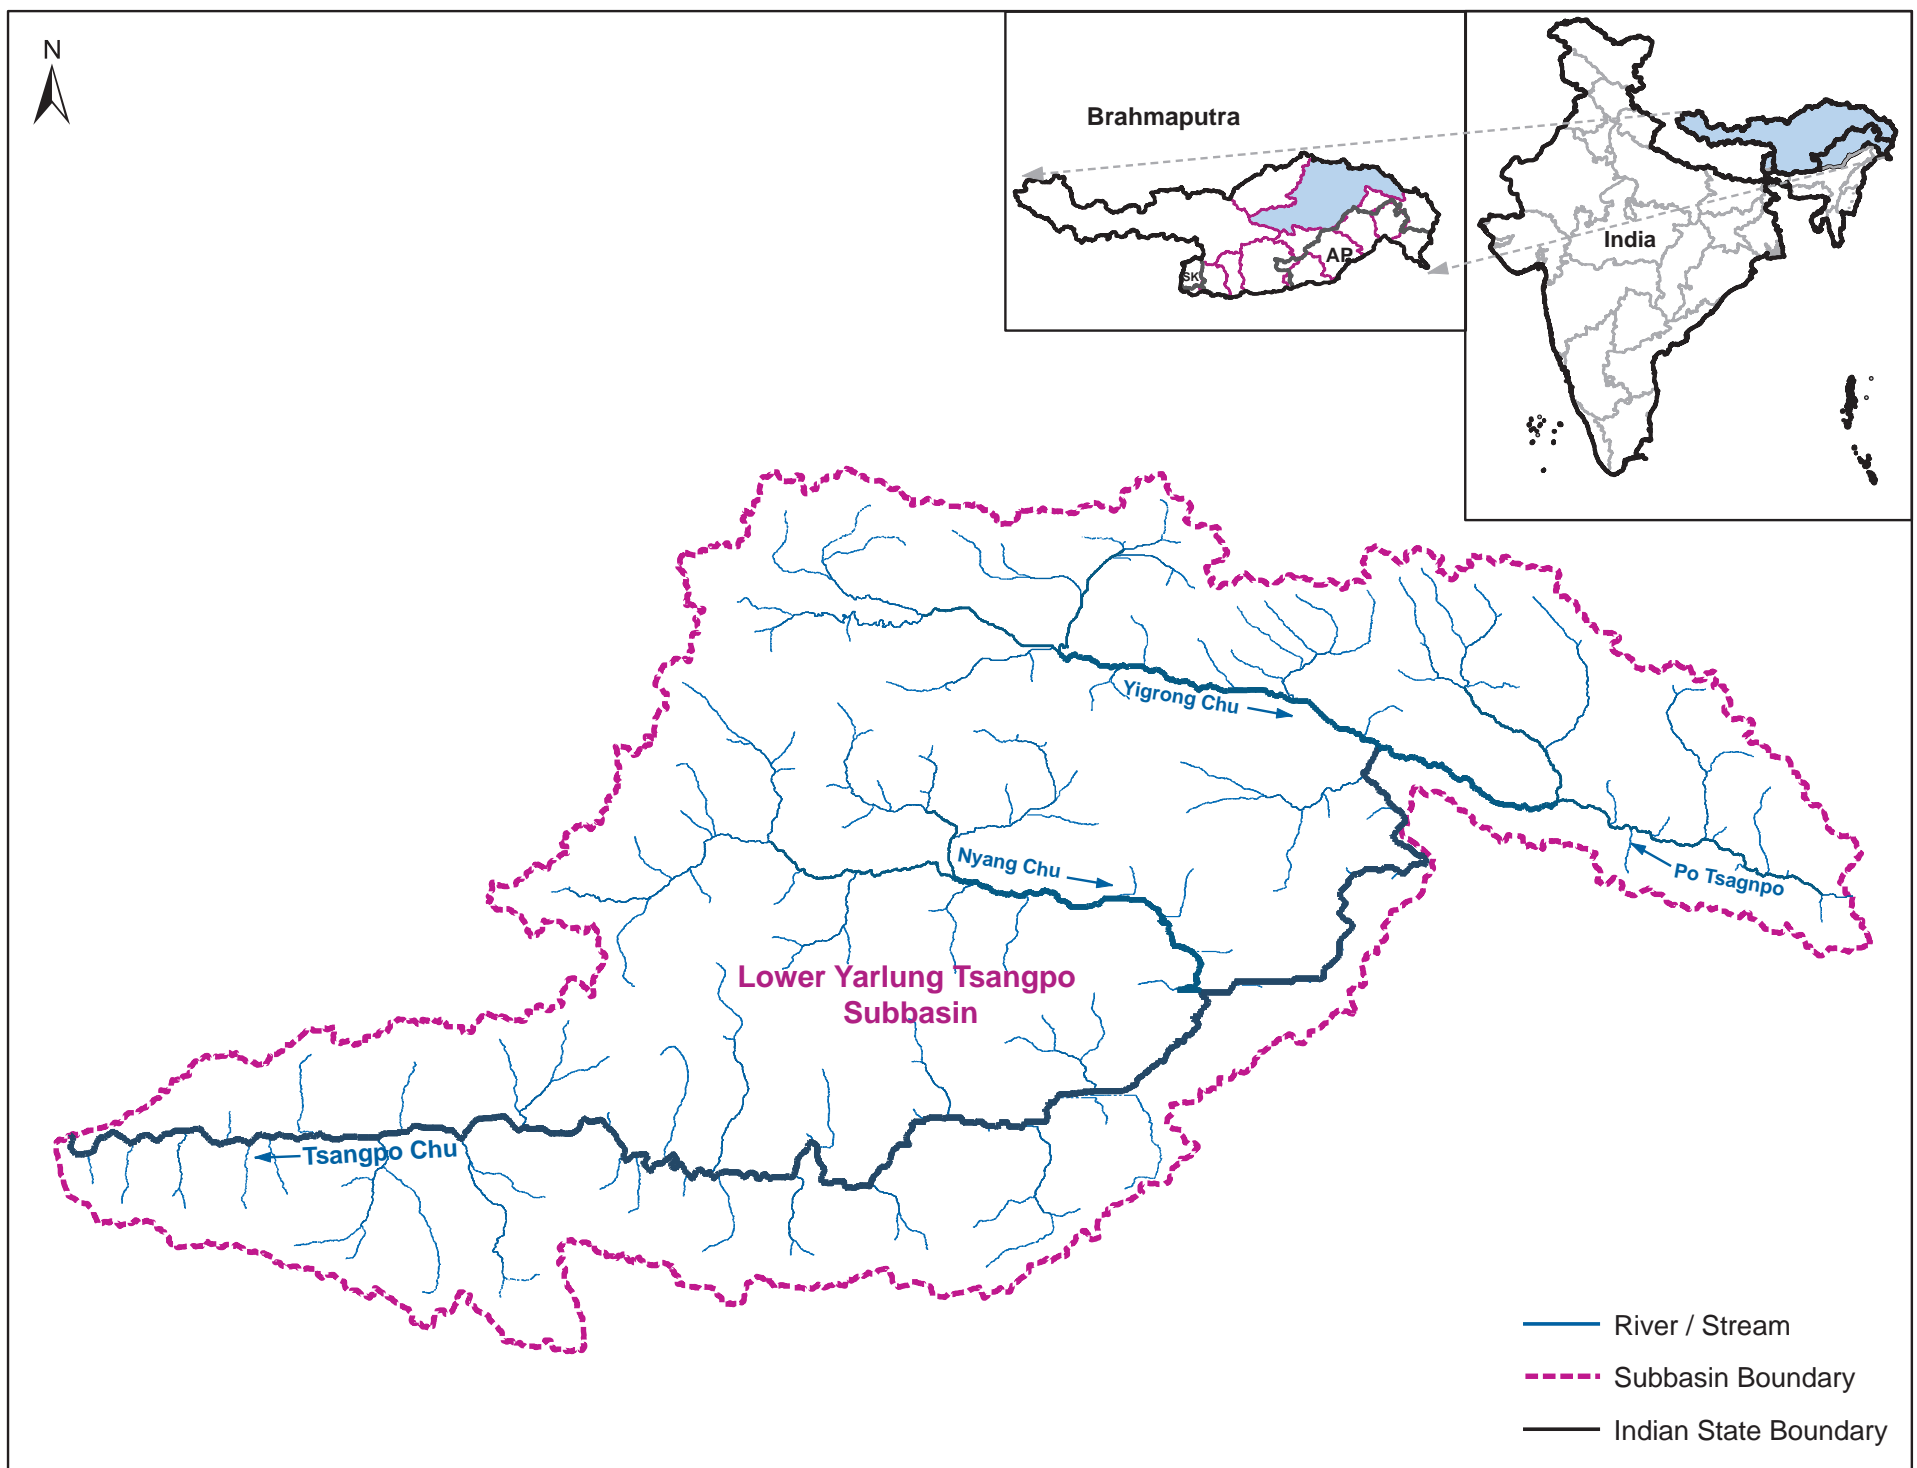 N
Brahmaputra
SK
AP
India
Yigrong Chu
Nyang Chu
Po Tsagnpo
Lower Yarlung Tsangpo
Subbasin
Tsangpo Chu
River / Stream
Subbasin Boundary
Indian State Boundary